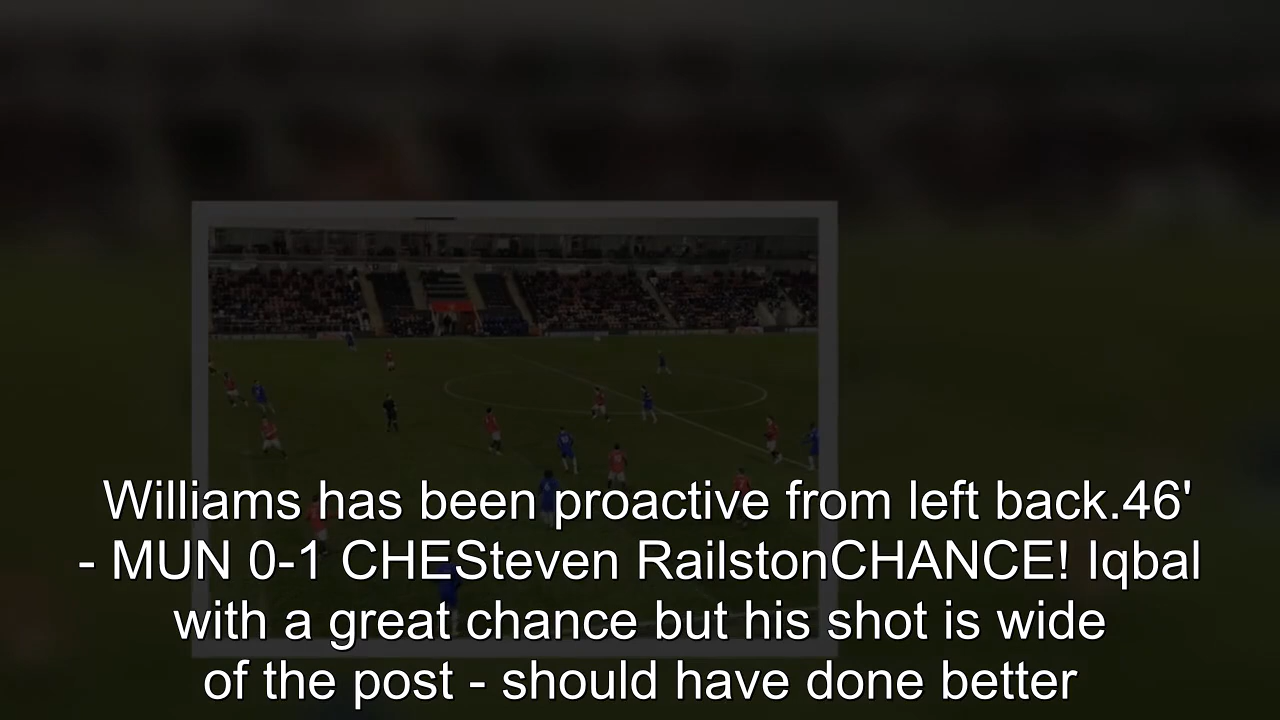 Williams has been proactive from left back.46'
- MUN 0-1 CHESteven RailstonCHANCE! Iqbal
with a great chance but his shot is wide
of the post - should have done better